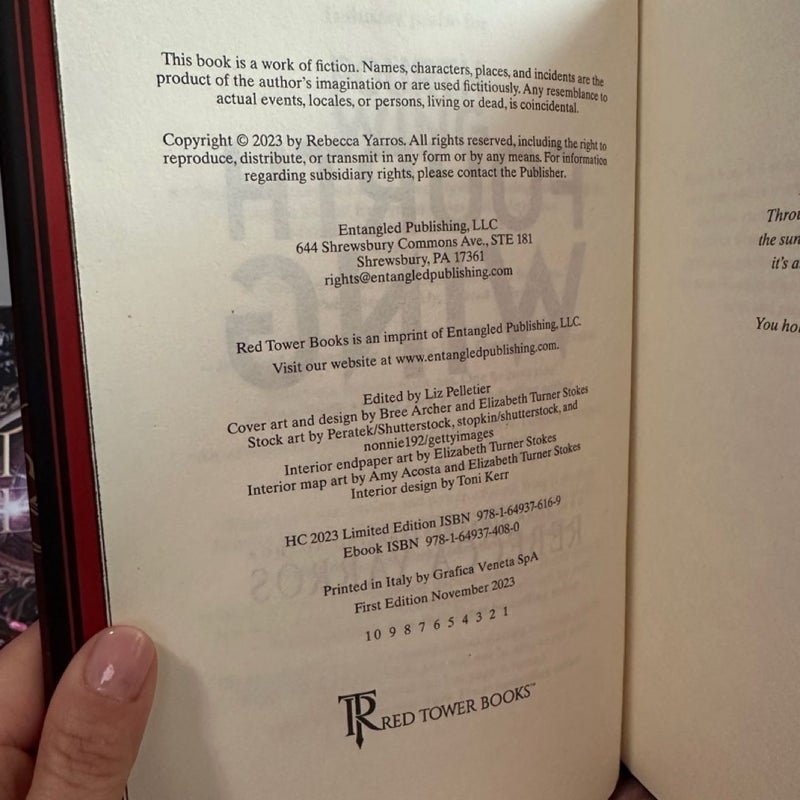 This book is a work of fiction. Names, characters, places, and incidents are the
product of the author's imagination or are used fictitiously. Any resemblance to
actual events, locales, or persons, living or dead, is coincidental.
Copyright © 2023 by Rebecca Yarros. All rights reserved, including the right to
reproduce, distribute, or transmit in any form or by any means. For information
regarding subsidiary rights, please contact the Publisher.
Entangled Publishing, LLC
644 Shrewsbury Commons Ave., STE 181
Shrewsbury, PA 17361
rights@entangledpublishing.com
Red Tower Books is an imprint of Entangled Publishing, LLC.
Visit our website at www.entangledpublishing.com.
Edited by Liz Pelletier
Cover art and design by Bree Archer and Elizabeth Turner Stokes
Stock art by Peratek/Shutterstock, stopkin/shutterstock, and
nonnie192/gettyimages
Interior endpaper art by Elizabeth Turner Stokes
Interior map art by Amy Acosta and Elizabeth Turner Stokes
Interior design by Toni Kerr
HC 2023 Limited Edition ISBN 978-1-64937-616-9
Ebook ISBN 978-1-64937-408-0
Printed in Italy by Grafica Veneta SpA
First Edition November 2023
10 9 8 7 6 5 4 3 2 1
TR RED TOWER BOOKS™
the sun
it's a
You